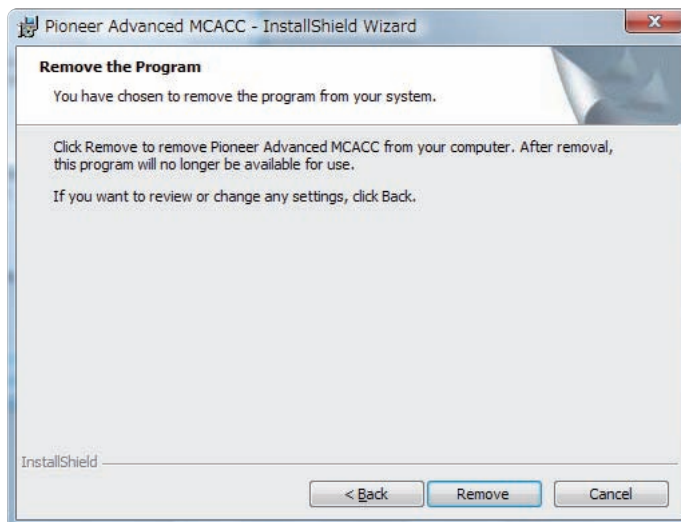 Pioneer Advanced MCACC - InstallShield Wizard
Remove the Program
You have chosen to remove the program from your system.
Click Remove to remove Pioneer Advanced MCACC from your computer. After removal,
this program will no longer be available for use.
If you want to review or change any settings, click Back.
InstallShield
< Back
Remove
Cancel